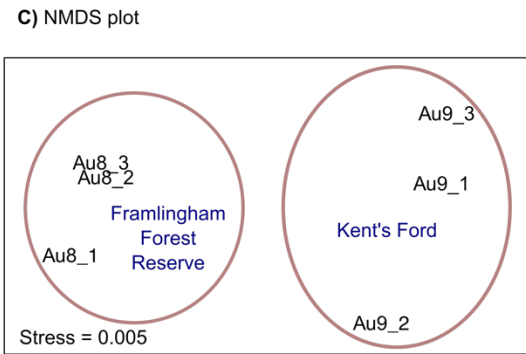 C) NMDS plot
Au8_3
Au8_2
Framlingham
Forest
Reserve
Au8_1
Stress = 0.005
Au9_3
Au9_1
Kent's Ford
Au9_2